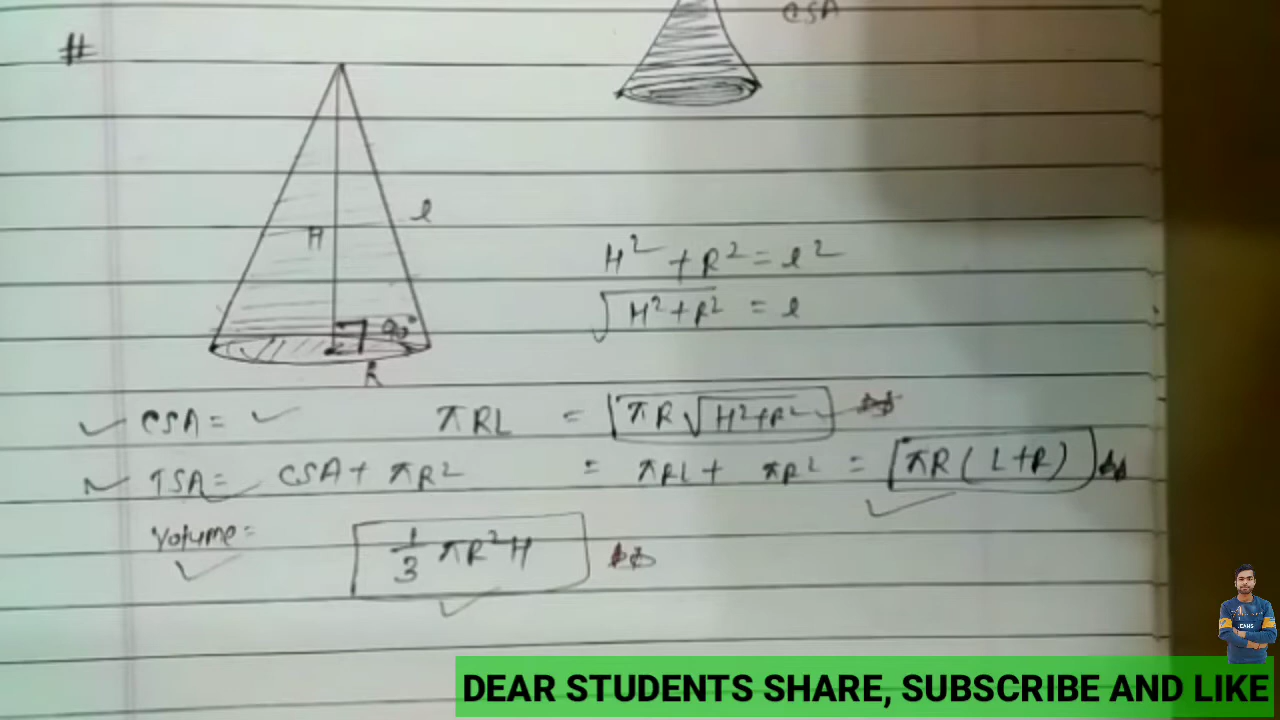 CSA
#
l
H
90°
R
H² + R² = l²
√H²+R² = l
CSA = πRL = πR√H²+R²
TSA = CSA + πR² = πRL + πR² = πR(L+R)
Volume = 1/3 πR²H
JEANS
DEAR STUDENTS SHARE, SUBSCRIBE AND LIKE